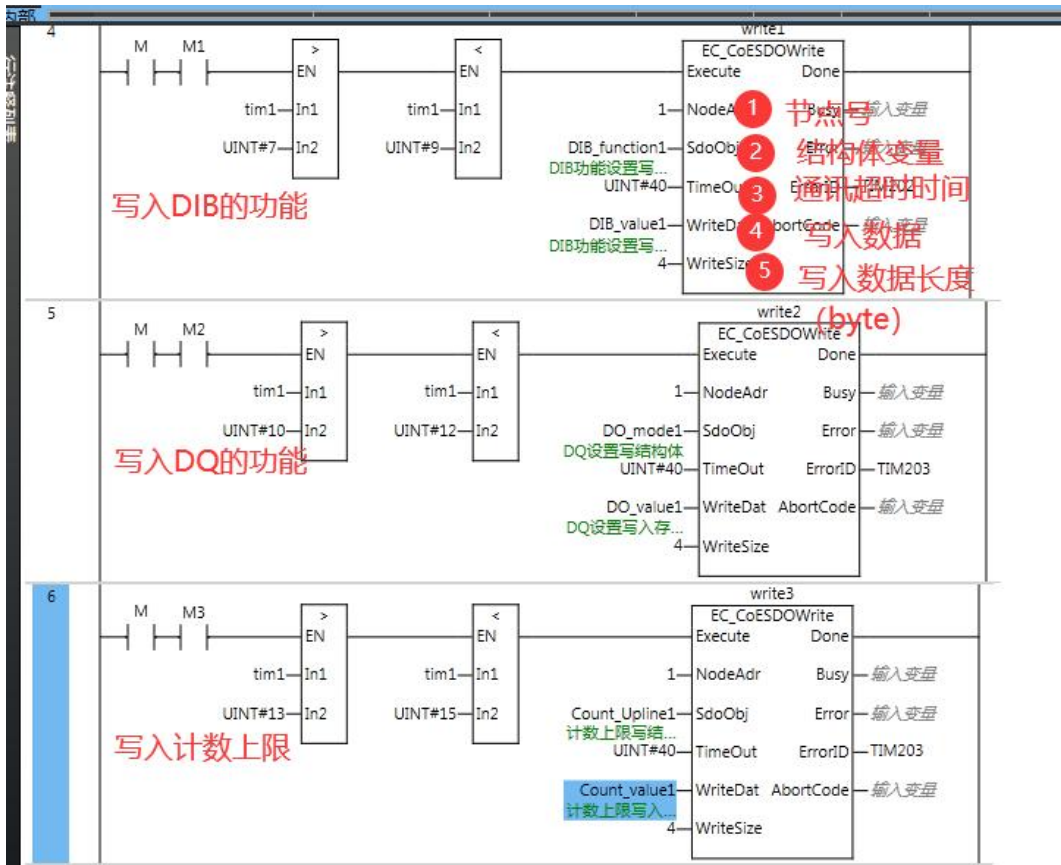 内部
4
write1
M M1 > < EC_CoESDOWrite
EN EN Execute Done
tim1 In1 tim1 In1 1 NodeA 1 节点号 输入变量
UINT#7 In2 UINT#9 In2 DIB_function1 SdoObj 2 结构体变量
DIB功能设置写...
UINT#40 TimeOu 3 通讯超时时间
写入DIB的功能
DIB_value1 WriteD 4 写入数据 bortCode
DIB功能设置写...
4 WriteSiz 5 写入数据长度
(byte)
5
write2
M M2 > < EC_CoESDOWrite
EN EN Execute Done
tim1 In1 tim1 In1 1 NodeAdr Busy 输入变量
UINT#10 In2 UINT#12 In2 DO_mode1 SdoObj Error 输入变量
DQ设置写结构体
写入DQ的功能
UINT#40 TimeOut ErrorID TIM203
DO_value1 WriteDat AbortCode 输入变量
DQ设置写入存...
4 WriteSize
6
write3
M M3 > < EC_CoESDOWrite
EN EN Execute Done
tim1 In1 tim1 In1 1 NodeAdr Busy 输入变量
UINT#13 In2 UINT#15 In2 Count_Upline1 SdoObj Error 输入变量
计数上限写结...
写入计数上限
UINT#40 TimeOut ErrorID TIM203
Count_value1 WriteDat AbortCode 输入变量
计数上限写入...
4 WriteSize